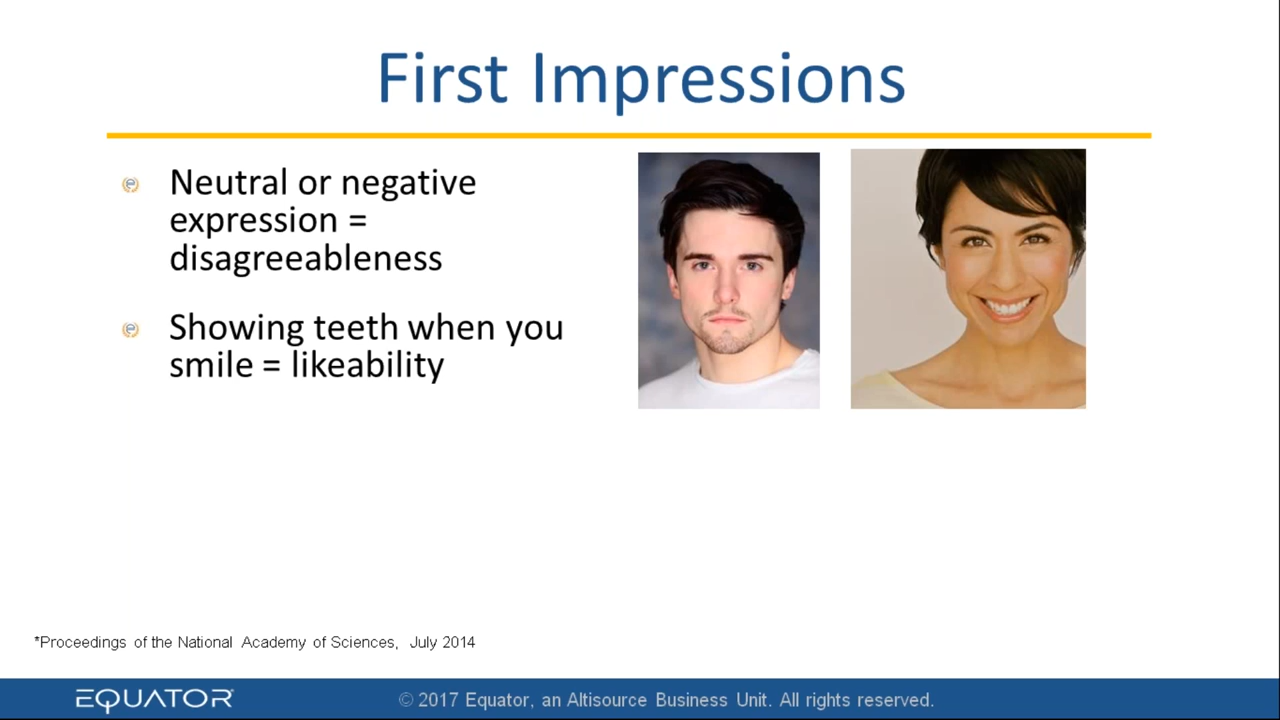 First Impressions
Neutral or negative
expression =
disagreeableness
Showing teeth when you
smile = likeability
*Proceedings of the National Academy of Sciences, July 2014
EQUATOR
© 2017 Equator, an Altisource Business Unit. All rights reserved.